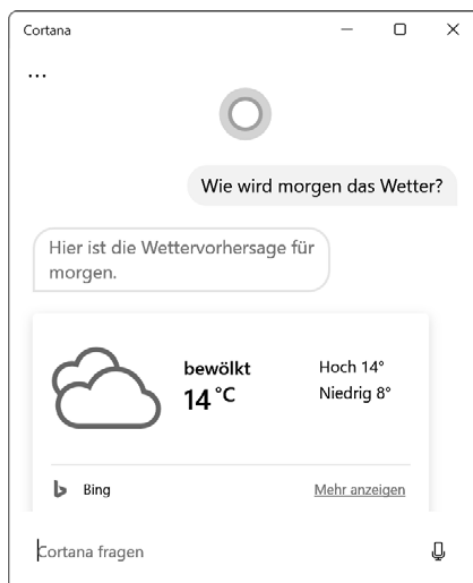 Cortana
...
Wie wird morgen das Wetter?
Hier ist die Wettervorhersage für
morgen.
bewölkt
14 °C
Hoch 14°
Niedrig 8°
Bing
Mehr anzeigen
Cortana fragen